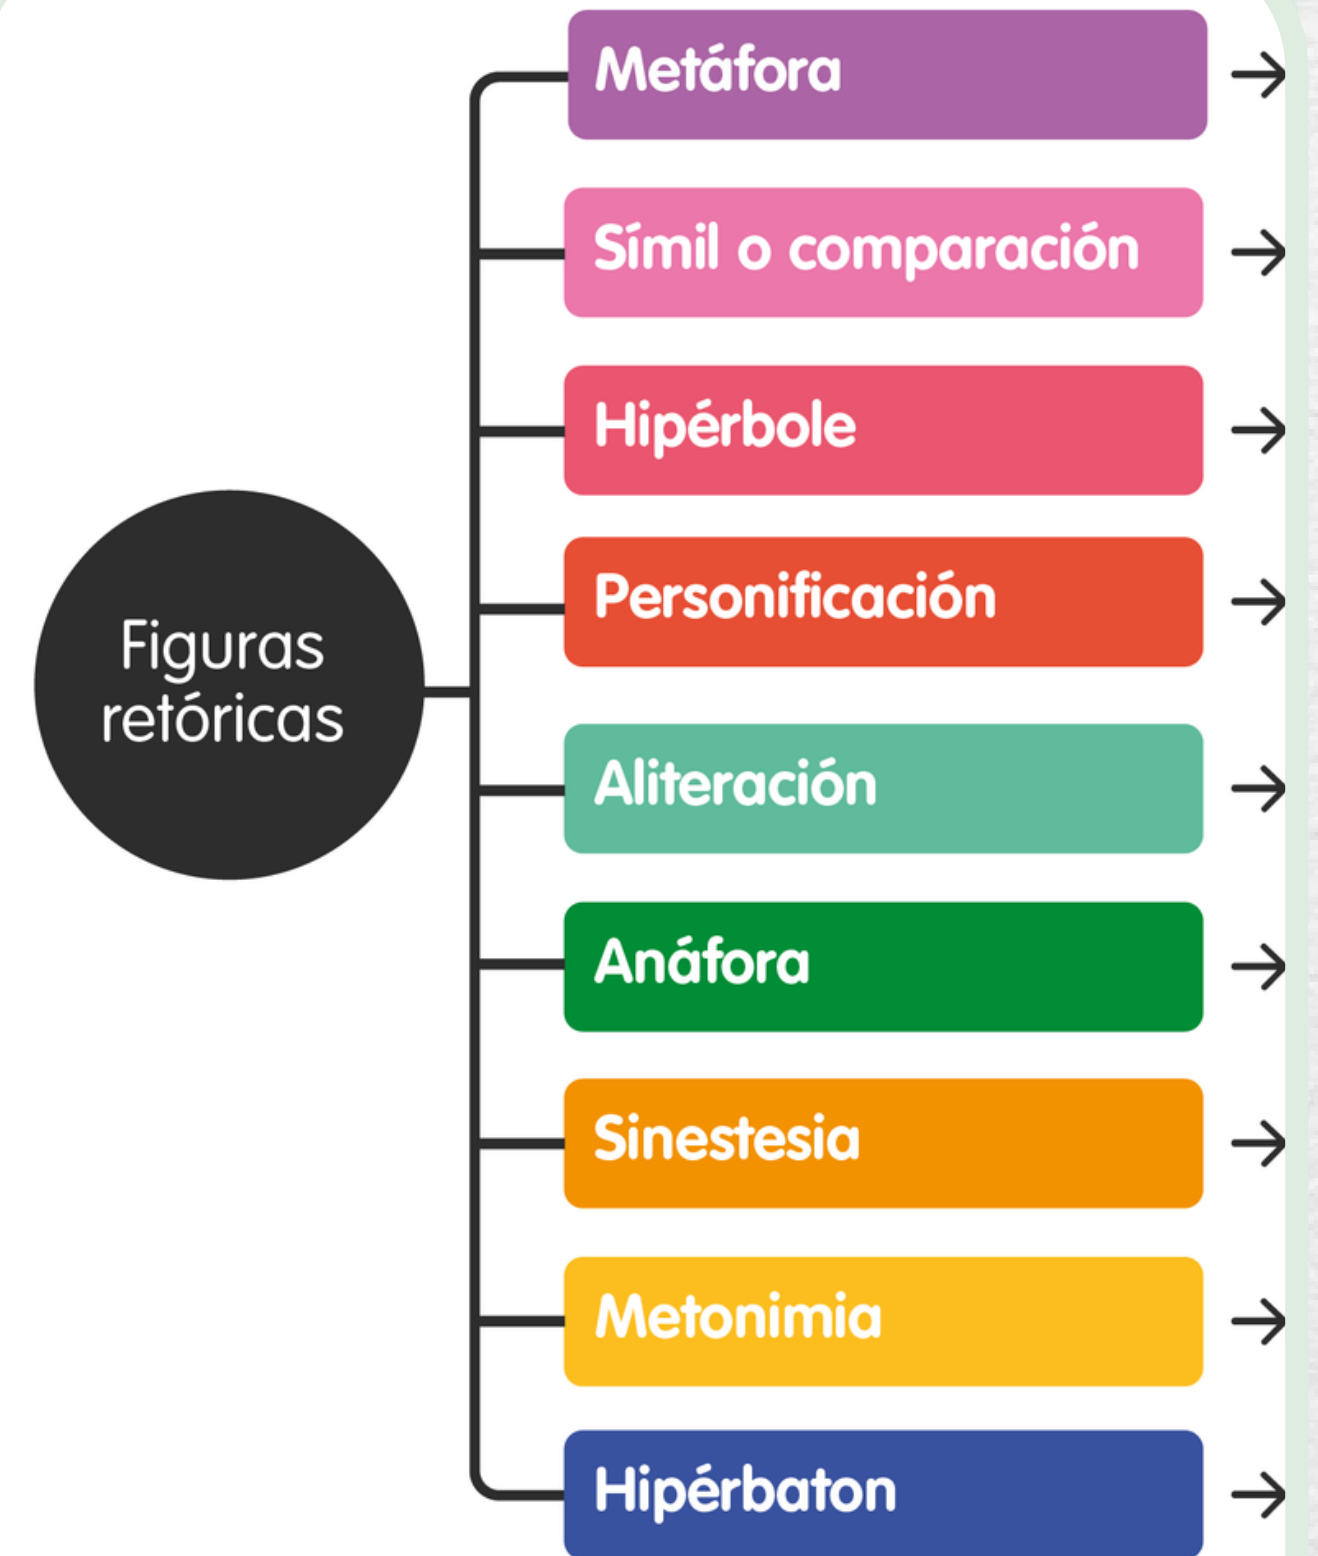 Metáfora
Símil o comparación
Hipérbole
Personificación
Figuras
retóricas
Aliteración
Anáfora
Sinestesia
Metonimia
Hipérbaton